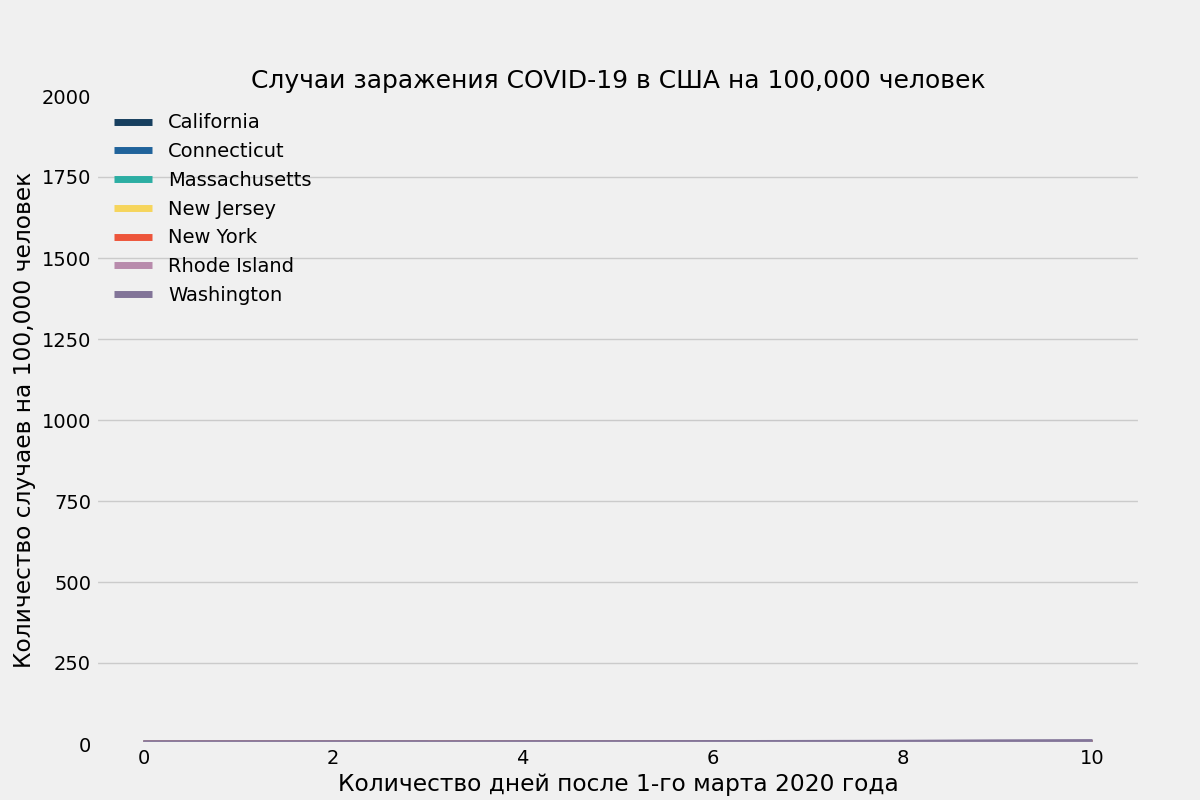 Случаи заражения COVID-19 в США на 100,000 человек
2000
1750
1500
1250
1000
750
500
250
0
Количество случаев на 100,000 человек
California
Connecticut
Massachusetts
New Jersey
New York
Rhode Island
Washington
0 2 4 6 8 10
Количество дней после 1-го марта 2020 года